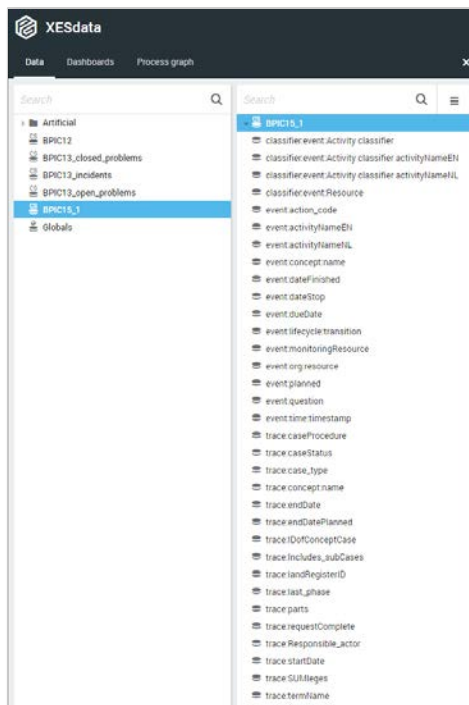 XESdata
Data Dashboards Process graph
Search
Artificial
BPIC12
BPIC13_closed_problems
BPIC13_incidents
BPIC13_open_problems
BPIC15_1
Globals
Search
BPIC15_1
classifier:event:Activity classifier
classifier:event:Activity classifier activityNameEN
classifier:event:Activity classifier activityNameNL
classifier:event:Resource
event:action_code
event:activityNameEN
event:activityNameNL
event:concept:name
event:dateFinished
event:dateStop
event:dueDate
event:lifecycle:transition
event:monitoringResource
event:org:resource
event:planned
event:question
event:time:timestamp
trace:caseProcedure
trace:caseStatus
trace:case_type
trace:concept:name
trace:endDate
trace:endDatePlanned
trace:IDofConceptCase
trace:Includes_subCases
trace:landRegisterID
trace:last_phase
trace:parts
trace:requestComplete
trace:Responsible_actor
trace:startDate
trace:SUMleges
trace:termName